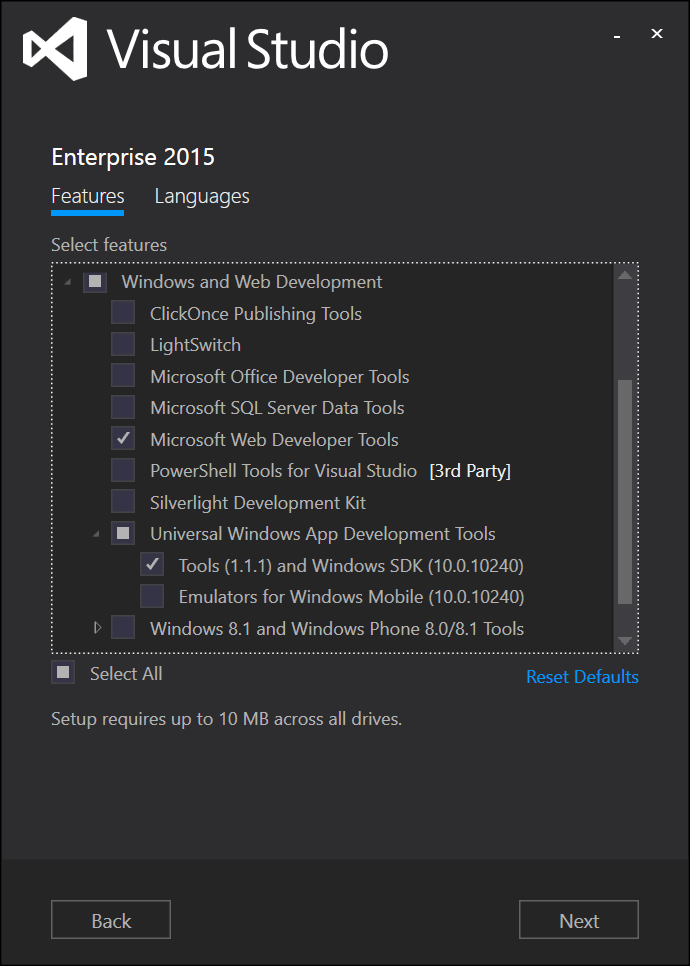 Visual Studio
Enterprise 2015
Features Languages
Select features
Windows and Web Development
ClickOnce Publishing Tools
LightSwitch
Microsoft Office Developer Tools
Microsoft SQL Server Data Tools
Microsoft Web Developer Tools
PowerShell Tools for Visual Studio [3rd Party]
Silverlight Development Kit
Universal Windows App Development Tools
Tools (1.1.1) and Windows SDK (10.0.10240)
Emulators for Windows Mobile (10.0.10240)
Windows 8.1 and Windows Phone 8.0/8.1 Tools
Select All Reset Defaults
Setup requires up to 10 MB across all drives.
Back Next